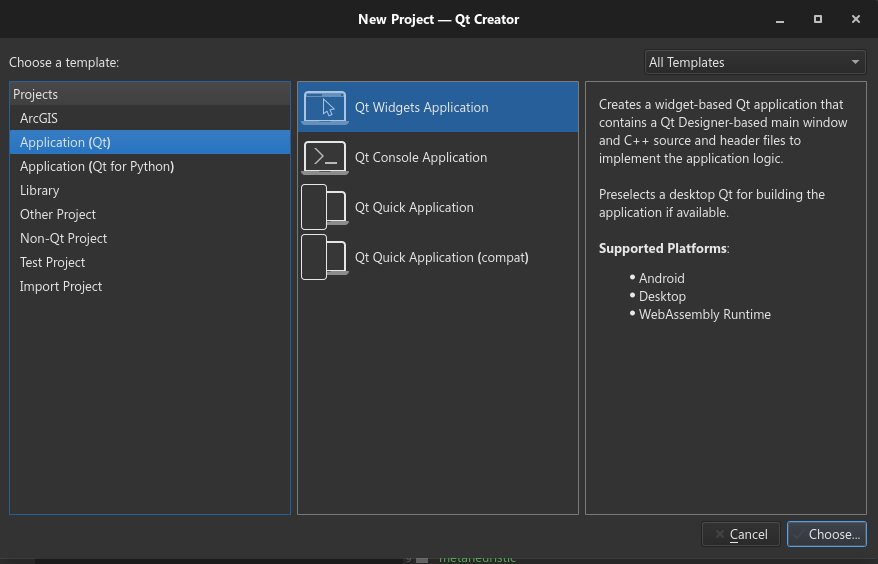 New Project — Qt Creator
Choose a template:
All Templates
Projects
ArcGIS
Application (Qt)
Application (Qt for Python)
Library
Other Project
Non-Qt Project
Test Project
Import Project
Qt Widgets Application
Qt Console Application
Qt Quick Application
Qt Quick Application (compat)
Creates a widget-based Qt application that
contains a Qt Designer-based main window
and C++ source and header files to
implement the application logic.
Preselects a desktop Qt for building the
application if available.
Supported Platforms:
• Android
• Desktop
• WebAssembly Runtime
Cancel
Choose...
metaheuristic